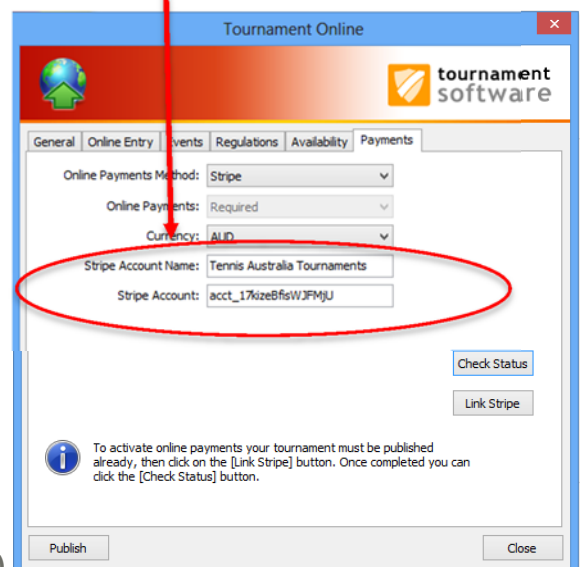 Tournament Online
tournament
software
General Online Entry Events Regulations Availability Payments
Online Payments Method: Stripe
Online Payments: Required
Currency: AUD
Stripe Account Name: Tennis Australia Tournaments
Stripe Account: acct_17kizeBfisWJFMjU
Check Status
Link Stripe
To activate online payments your tournament must be published
already, then click on the [Link Stripe] button. Once completed you can
click the [Check Status] button.
Publish Close